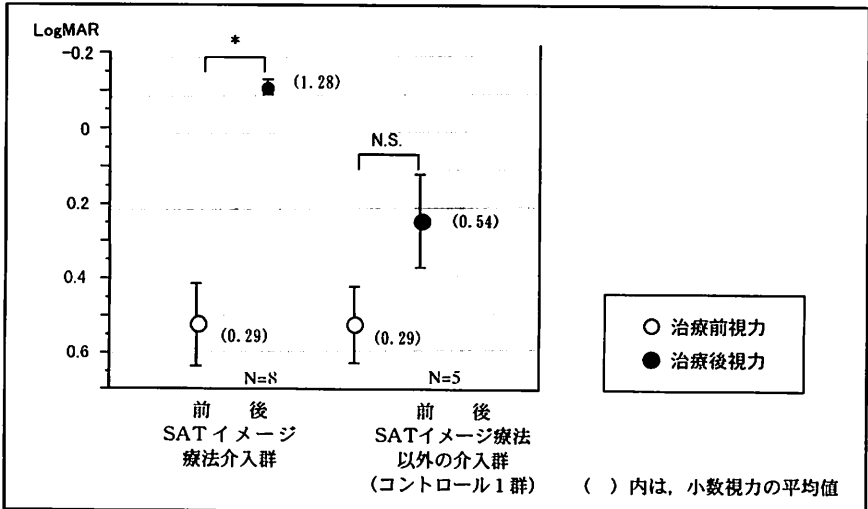 LogMAR
-0.2
*
(1.28)
0
N.S.
0.2
(0.54)
0.4
(0.29)
(0.29)
0.6
N=8
N=5
○ 治療前視力
● 治療後視力
前 後
SATイメージ
療法介入群
前 後
SATイメージ療法
以外の介入群
(コントロール1群)
( )内は，小数視力の平均値